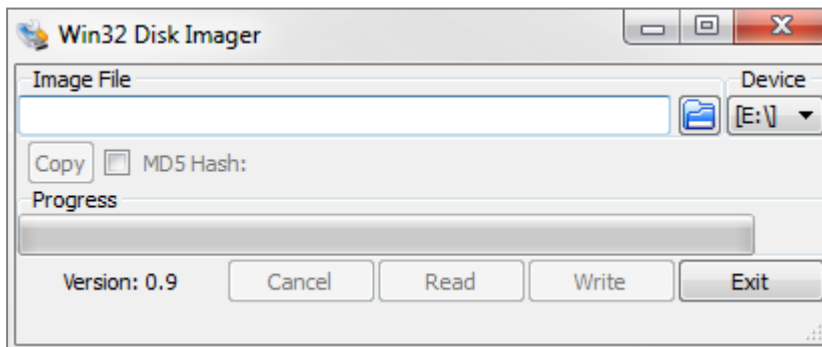 Win32 Disk Imager
Image File Device
[E:\]
Copy MD5 Hash:
Progress
Version: 0.9 Cancel Read Write Exit